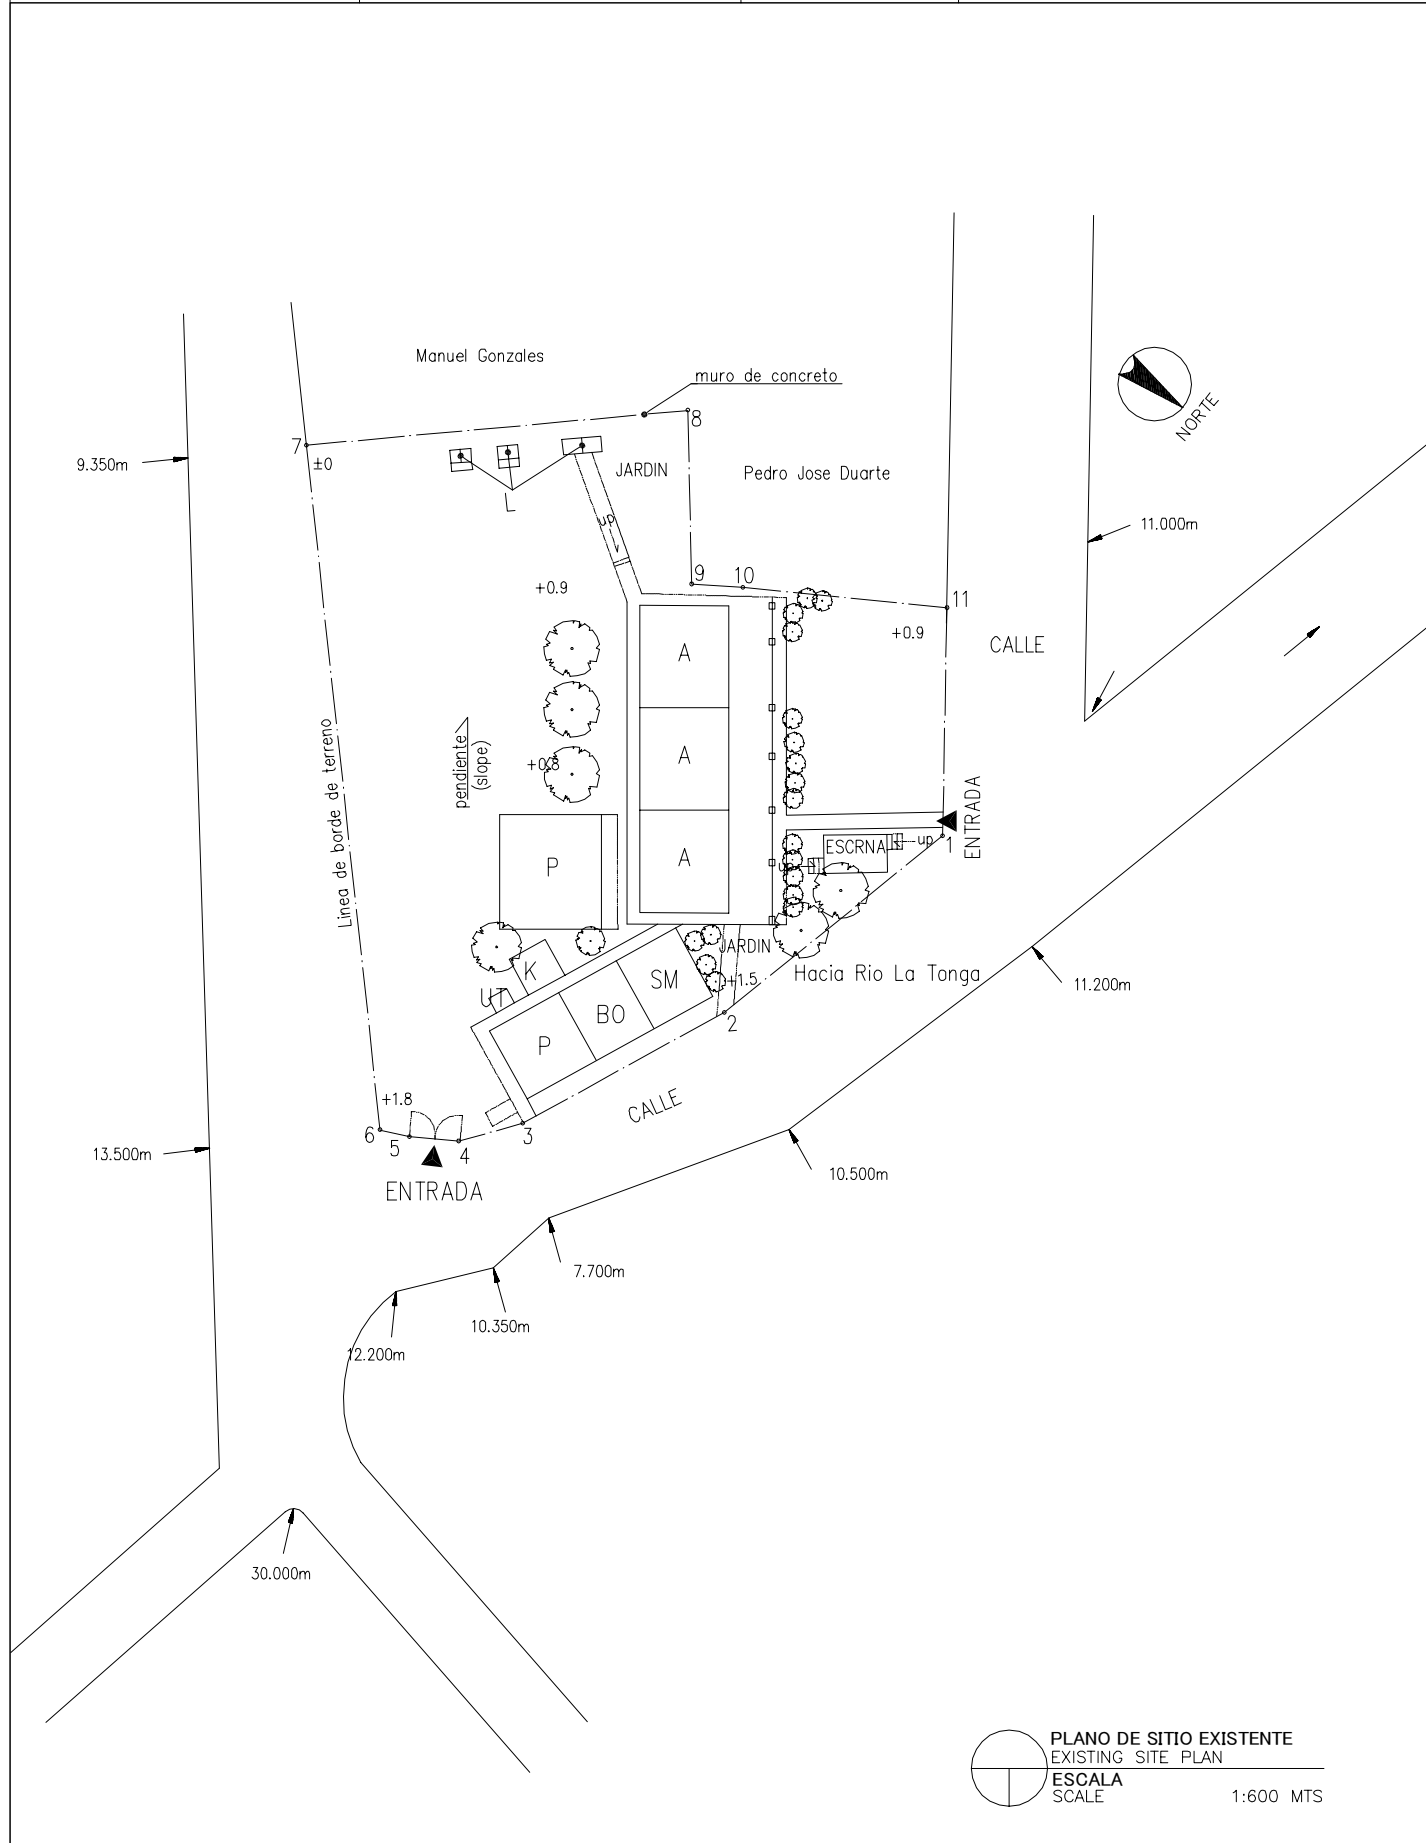 Manuel Gonzales
muro de concreto
8
NORTE
7
±0
9.350m
JARDIN
Pedro Jose Duarte
L
up
11.000m
9
10
+0.9
11
+0.9
CALLE
A
Linea de borde de terreno
pendiente
(slope)
+0.8
A
ENTRADA
1
up
ESCRNA
up
A
P
JARDIN
Hacia Rio La Tonga
+1.5
11.200m
K
SM
UT
BO
2
P
CALLE
+1.8
6
5
4
3
13.500m
ENTRADA
10.500m
7.700m
10.350m
12.200m
30.000m
PLANO DE SITIO EXISTENTE
EXISTING SITE PLAN
ESCALA
SCALE 1:600 MTS